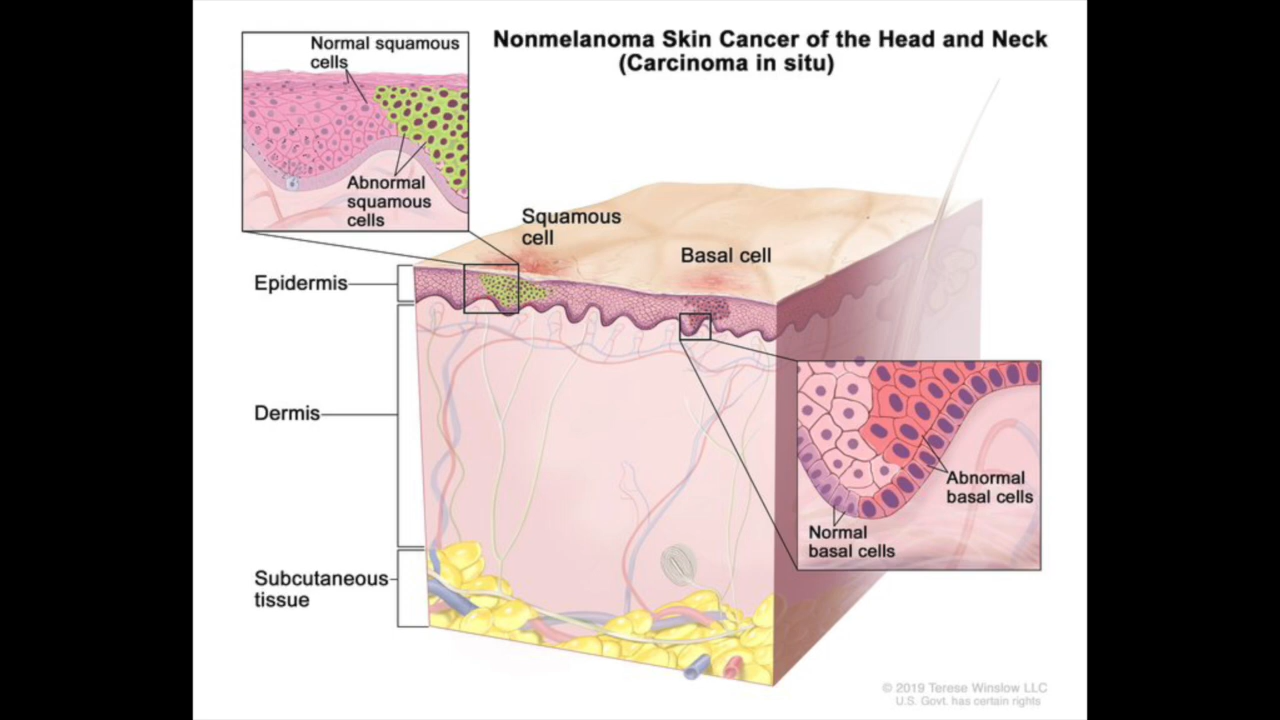 Nonmelanoma Skin Cancer of the Head and Neck
(Carcinoma in situ)
Normal squamous
cells
Abnormal
squamous
cells
Squamous
cell
Basal cell
Epidermis
Dermis
Subcutaneous
tissue
Abnormal
basal cells
Normal
basal cells
© 2019 Terese Winslow LLC
U.S. Govt. has certain rights